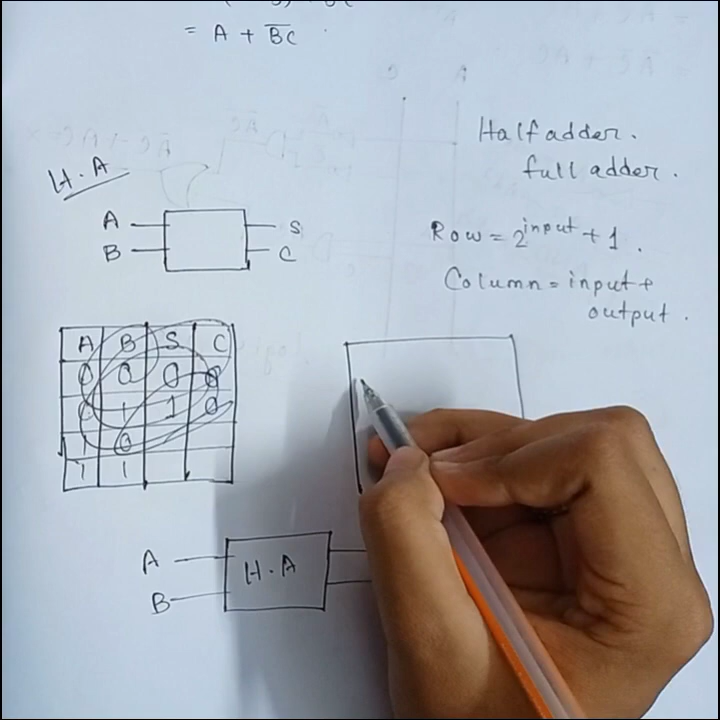 = A + B̅C̅
Half adder.
full adder.
H.A
A S
B C
Row = 2^input + 1.
Column = input +
output.
A B S C
0 0 0 0
0 1 1 0
1 0
1 1
A
H.A
B